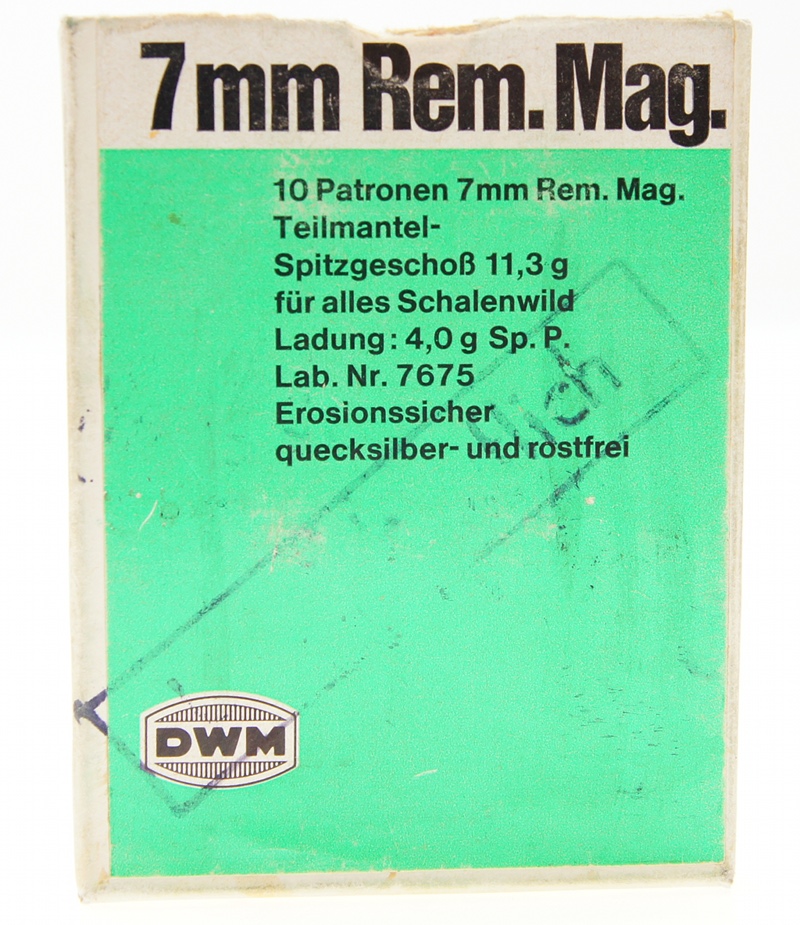 7mm Rem. Mag.
10 Patronen 7mm Rem. Mag.
Teilmantel-
Spitzgeschoß 11,3 g
für alles Schalenwild
Ladung: 4,0 g Sp. P.
Lab. Nr. 7675
Erosionssicher
quecksilber- und rostfrei
DWM